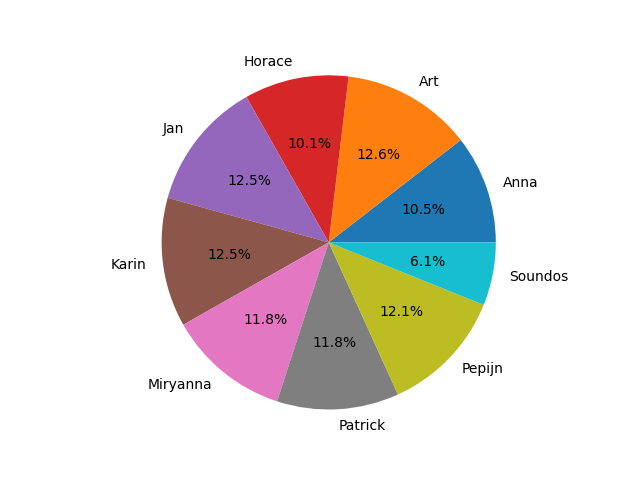 Horace
Art
Jan
10.1%
12.6%
12.5%
Anna
10.5%
Karin
12.5%
6.1%
Soundos
11.8%
12.1%
11.8%
Miryanna
Pepijn
Patrick